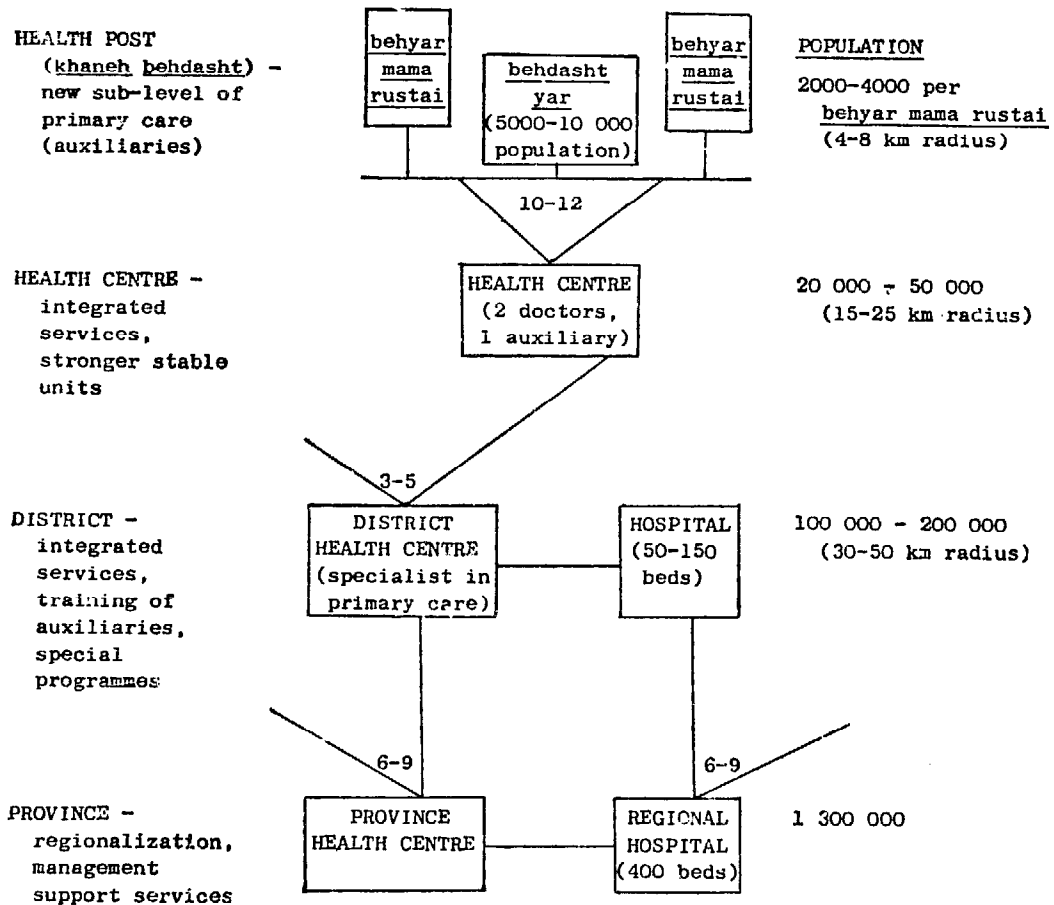 HEALTH POST
(khaneh behdasht) -
new sub-level of
primary care
(auxiliaries)
behyar
mama
rustai
behdasht
yar
(5000-10 000
population)
behyar
mama
rustai
POPULATION
2000-4000 per
behyar mama rustai
(4-8 km radius)
10-12
HEALTH CENTRE -
integrated
services,
stronger stable
units
HEALTH CENTRE
(2 doctors,
1 auxiliary)
20 000 - 50 000
(15-25 km radius)
3-5
DISTRICT -
integrated
services,
training of
auxiliaries,
special
programmes
DISTRICT
HEALTH CENTRE
(specialist in
primary care)
HOSPITAL
(50-150
beds)
100 000 - 200 000
(30-50 km radius)
6-9
6-9
PROVINCE -
regionalization,
management
support services
PROVINCE
HEALTH CENTRE
REGIONAL
HOSPITAL
(400 beds)
1 300 000